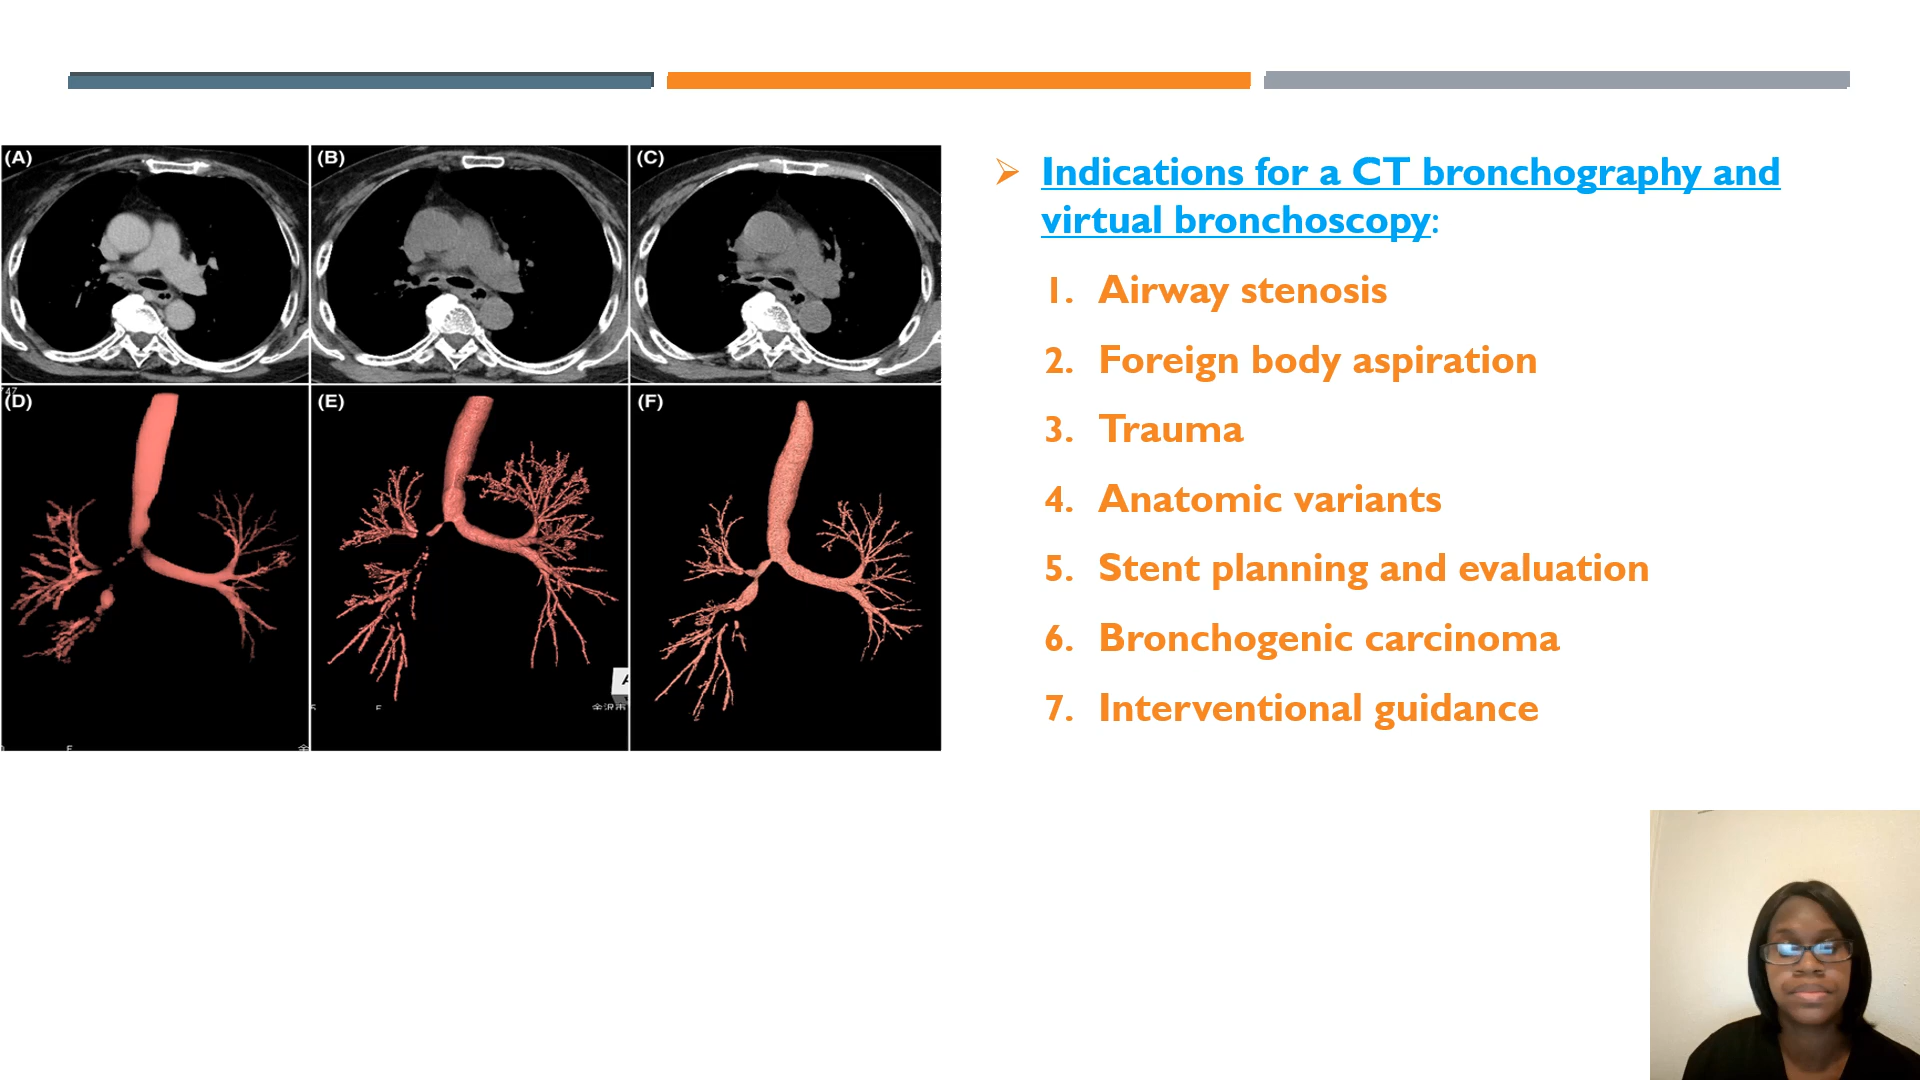 (A)
(B)
(C)
(D)
(E)
(F)
Indications for a CT bronchography and
virtual bronchoscopy:
1. Airway stenosis
2. Foreign body aspiration
3. Trauma
4. Anatomic variants
5. Stent planning and evaluation
6. Bronchogenic carcinoma
7. Interventional guidance